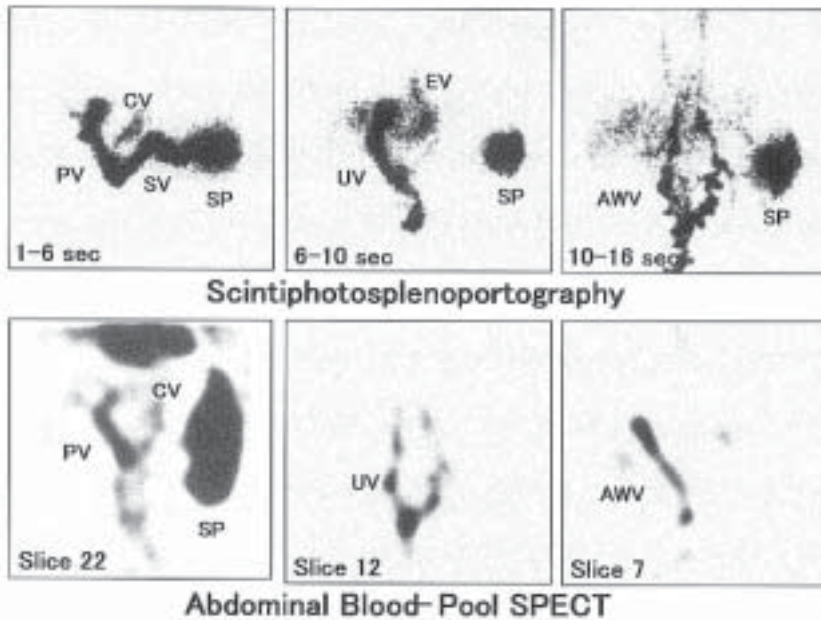 CV
PV
SV
SP
1-6 sec
EV
UV
SP
6-10 sec
AWV
SP
10-16 sec
Scintiphotosplenoportography
CV
PV
SP
Slice 22
UV
Slice 12
AWV
Slice 7
Abdominal Blood-Pool SPECT